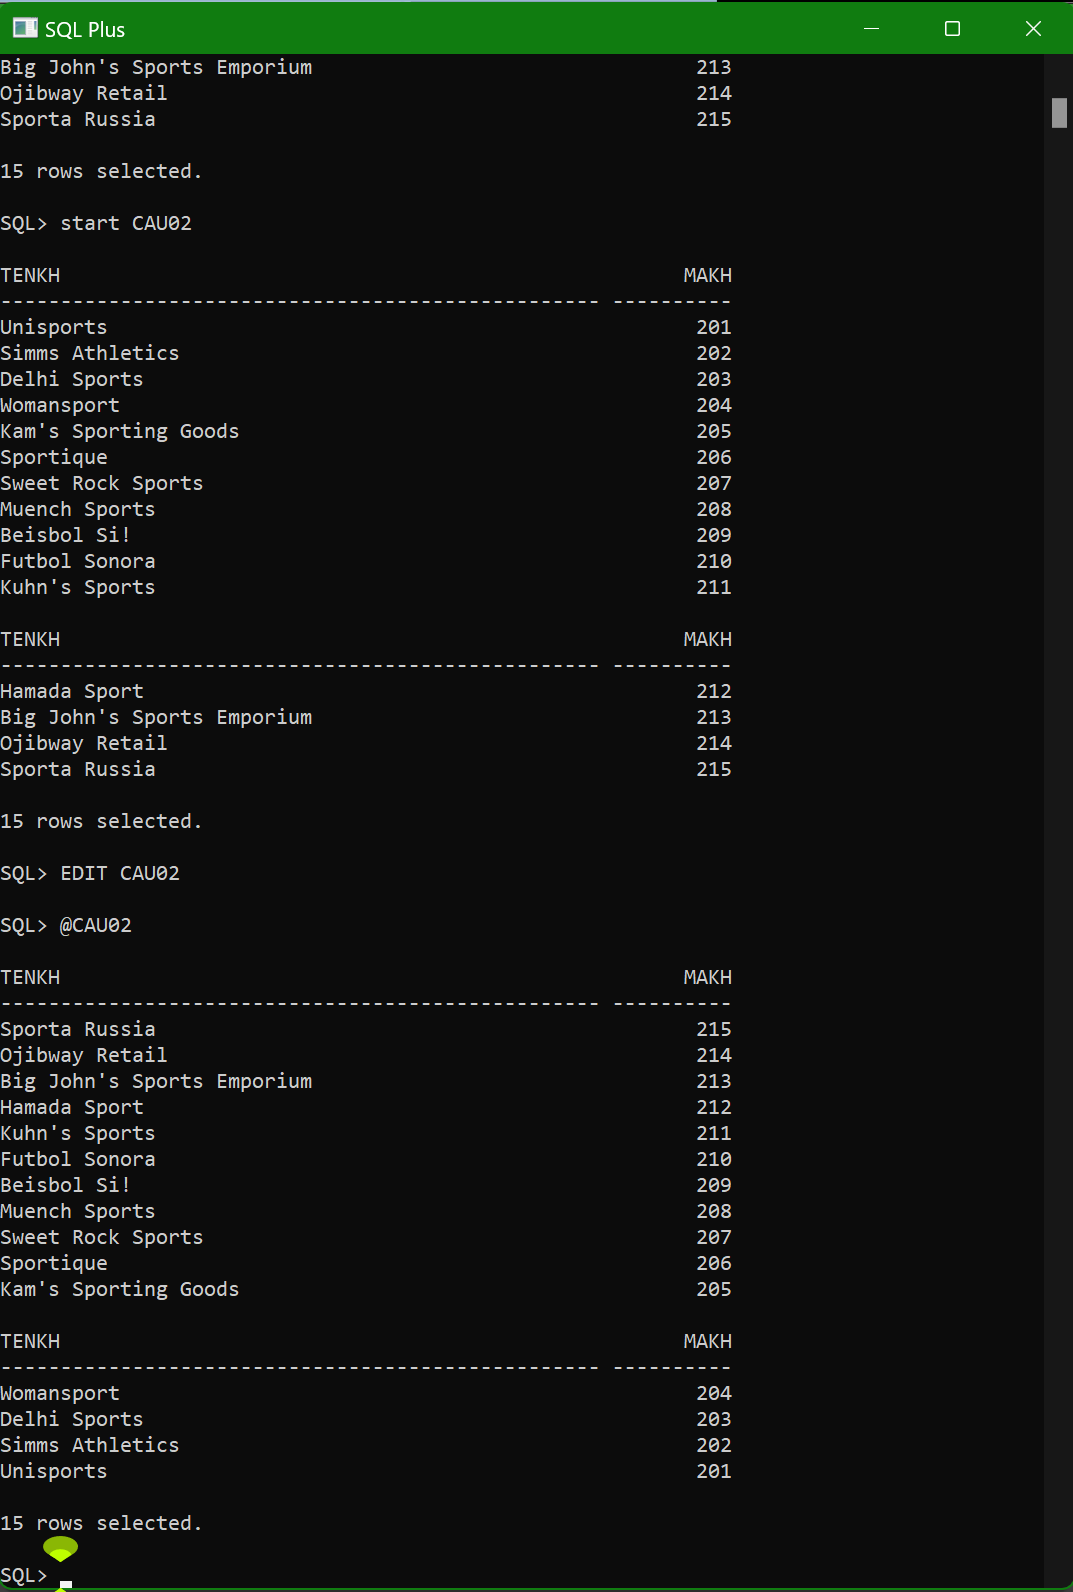 SQL Plus
Big John's Sports Emporium                                213
Ojibway Retail                                            214
Sporta Russia                                             215
15 rows selected.
SQL> start CAU02
TENKH                                                    MAKH
-------------------------------------------------- ----------
Unisports                                                 201
Simms Athletics                                           202
Delhi Sports                                              203
Womansport                                                204
Kam's Sporting Goods                                      205
Sportique                                                 206
Sweet Rock Sports                                         207
Muench Sports                                             208
Beisbol Si!                                               209
Futbol Sonora                                             210
Kuhn's Sports                                             211
TENKH                                                    MAKH
-------------------------------------------------- ----------
Hamada Sport                                              212
Big John's Sports Emporium                                213
Ojibway Retail                                            214
Sporta Russia                                             215
15 rows selected.
SQL> EDIT CAU02
SQL> @CAU02
TENKH                                                    MAKH
-------------------------------------------------- ----------
Sporta Russia                                             215
Ojibway Retail                                            214
Big John's Sports Emporium                                213
Hamada Sport                                              212
Kuhn's Sports                                             211
Futbol Sonora                                             210
Beisbol Si!                                               209
Muench Sports                                             208
Sweet Rock Sports                                         207
Sportique                                                 206
Kam's Sporting Goods                                      205
TENKH                                                    MAKH
-------------------------------------------------- ----------
Womansport                                                204
Delhi Sports                                              203
Simms Athletics                                           202
Unisports                                                 201
15 rows selected.
SQL>